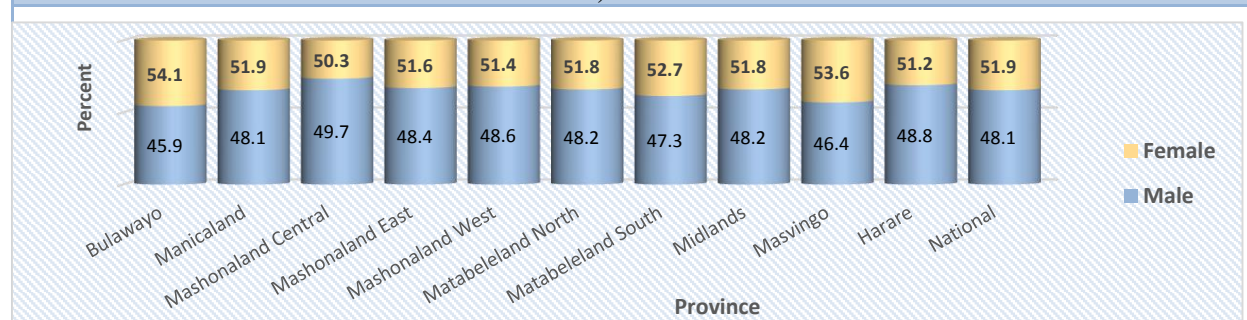 Percent
54.1 51.9 50.3 51.6 51.4 51.8 52.7 51.8 53.6 51.2 51.9
45.9 48.1 49.7 48.4 48.6 48.2 47.3 48.2 46.4 48.8 48.1
Female
Male
Bulawayo
Manicaland
Mashonaland Central
Mashonaland East
Mashonaland West
Matabeleland North
Matabeleland South
Midlands
Masvingo
Harare
National
Province